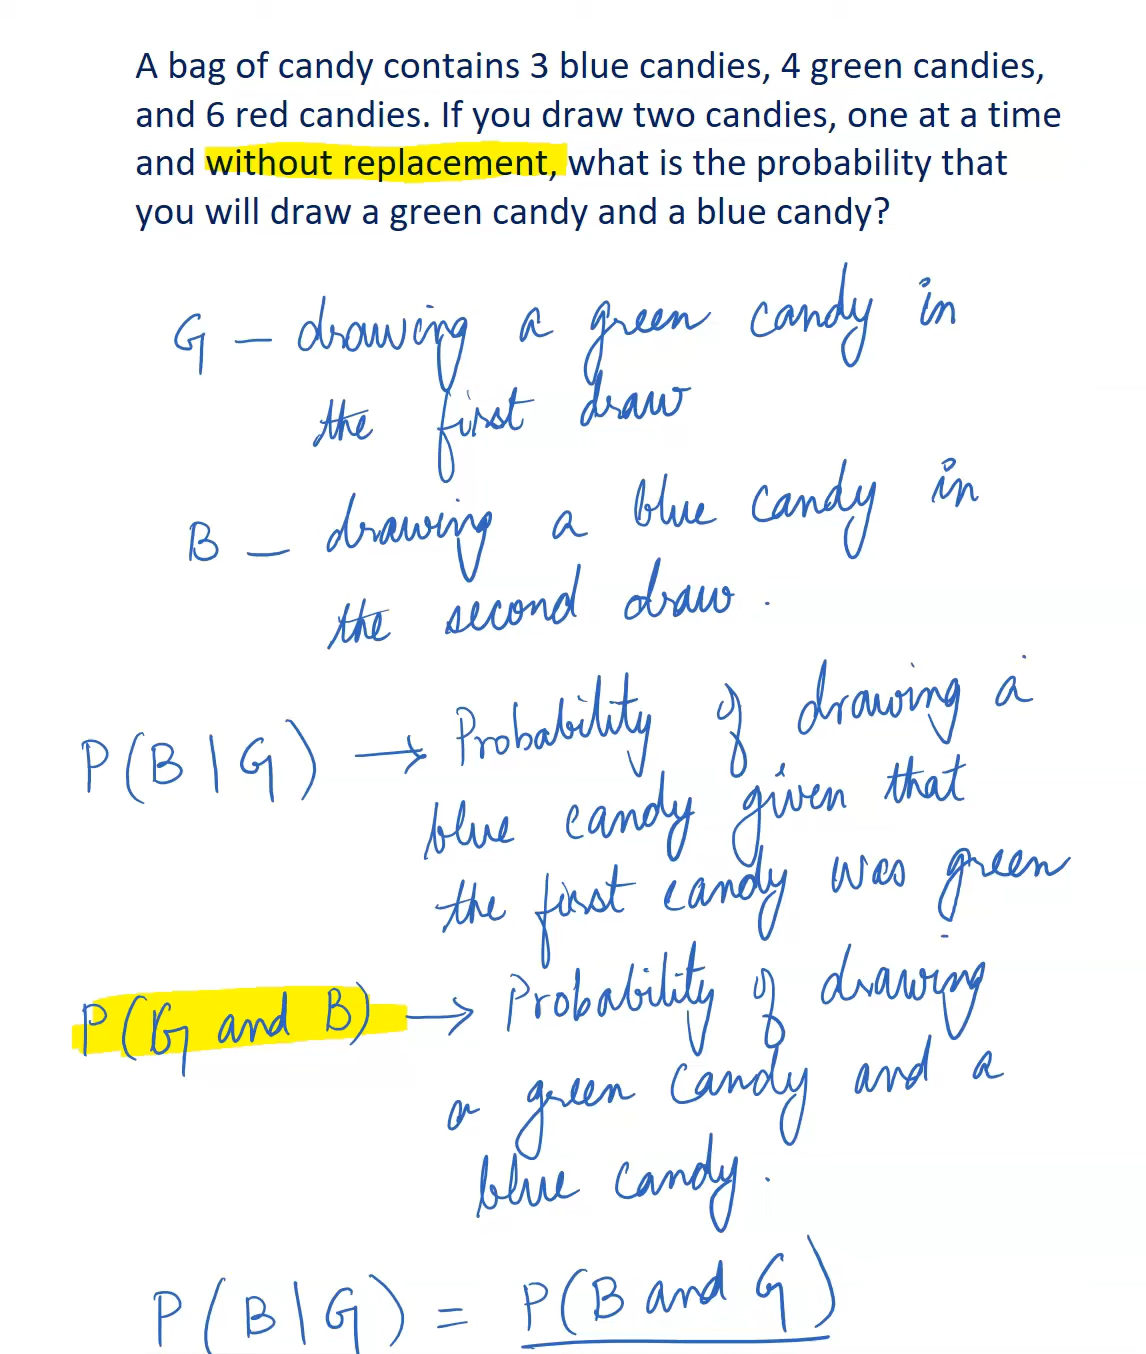 A bag of candy contains 3 blue candies, 4 green candies,
and 6 red candies. If you draw two candies, one at a time
and without replacement, what is the probability that
you will draw a green candy and a blue candy?
G – drawing a green candy in
the first draw
B – drawing a blue candy in
the second draw.
P(B | G) → Probability of drawing a
blue candy given that
the first candy was green
P(G and B) → Probability of drawing
a green candy and a
blue candy.
P(B | G) = P(B and G)